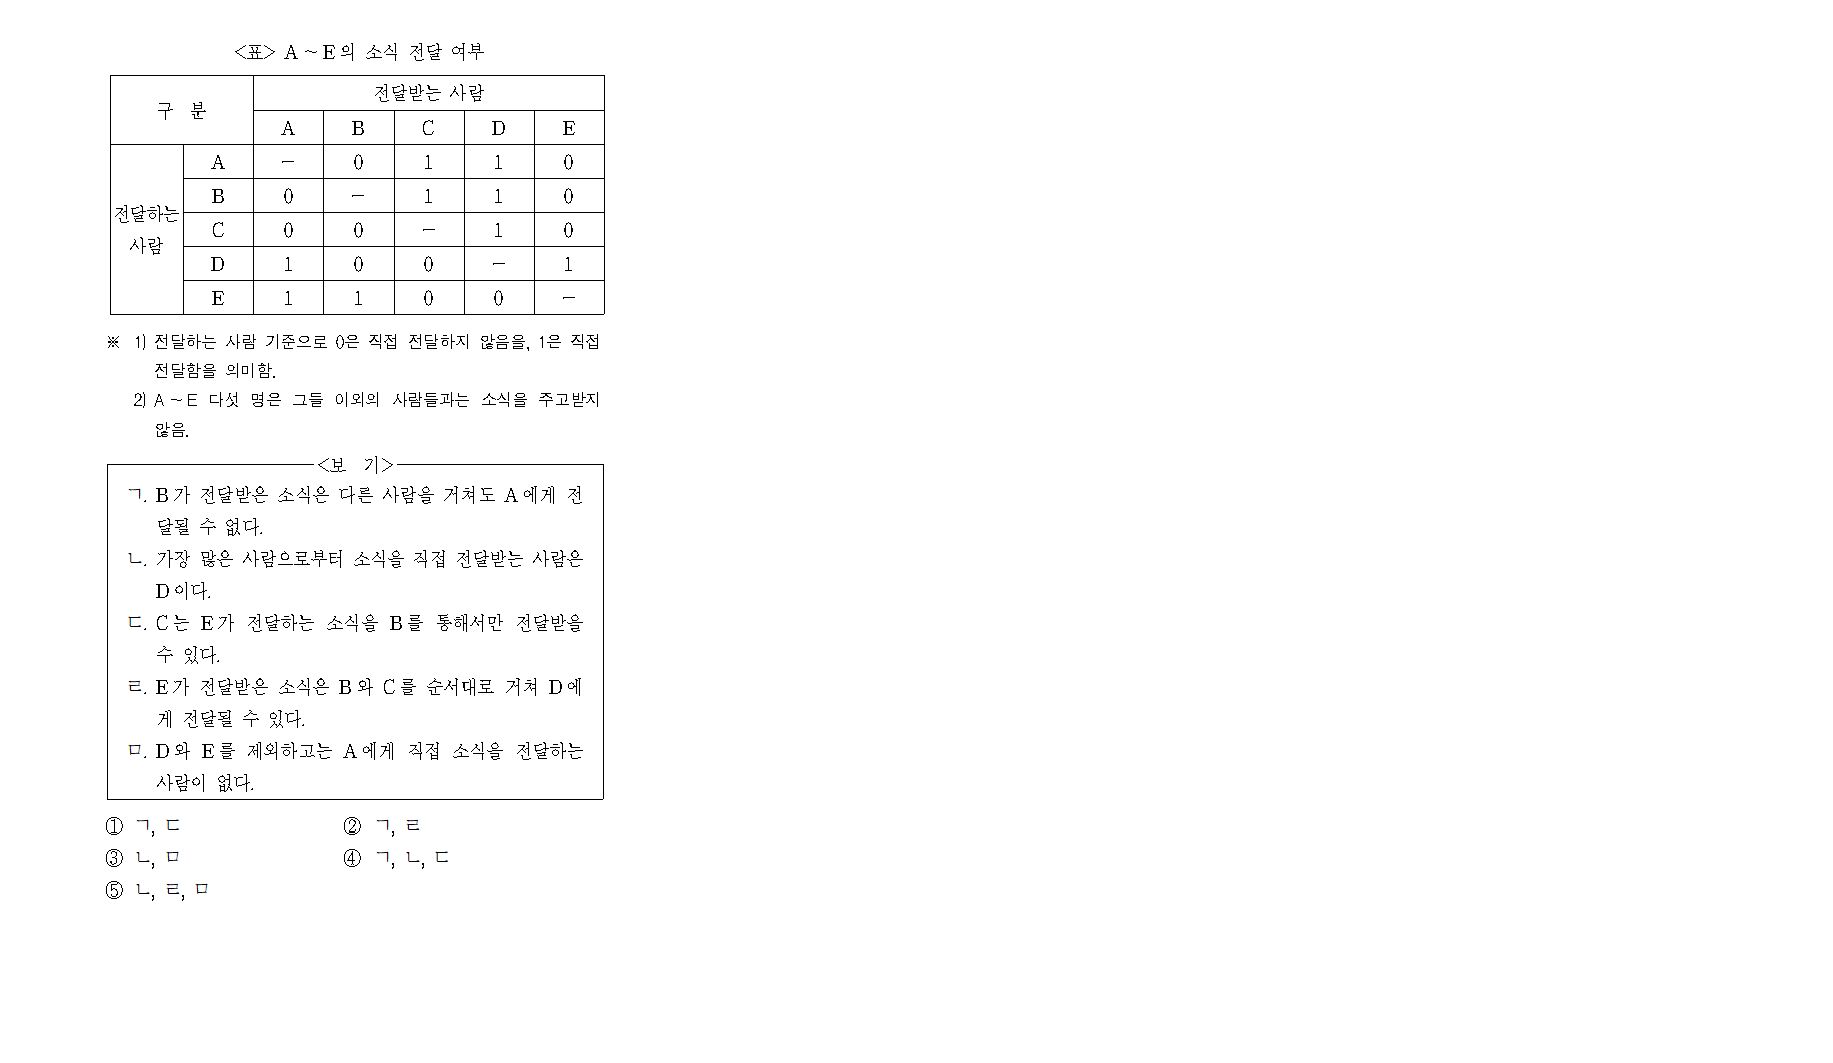 <표> A ~ E의 소식 전달 여부
구 분 전달받는 사람
A B C D E
전달하는 사람
A － 0 1 1 0
B 0 － 1 1 0
C 0 0 － 1 0
D 1 0 0 － 1
E 1 1 0 0 －
※ 1) 전달하는 사람 기준으로 0은 직접 전달하지 않음을, 1은 직접
전달함을 의미함.
2) A ~ E 다섯 명은 그들 이외의 사람들과는 소식을 주고받지
않음.
<보 기>
ㄱ. B가 전달받은 소식은 다른 사람을 거쳐도 A에게 전
달될 수 없다.
ㄴ. 가장 많은 사람으로부터 소식을 직접 전달받는 사람은
D이다.
ㄷ. C는 E가 전달하는 소식을 B를 통해서만 전달받을
수 있다.
ㄹ. E가 전달받은 소식은 B와 C를 순서대로 거쳐 D에
게 전달될 수 있다.
ㅁ. D와 E를 제외하고는 A에게 직접 소식을 전달하는
사람이 없다.
① ㄱ, ㄷ ② ㄱ, ㄹ
③ ㄴ, ㅁ ④ ㄱ, ㄴ, ㄷ
⑤ ㄴ, ㄹ, ㅁ